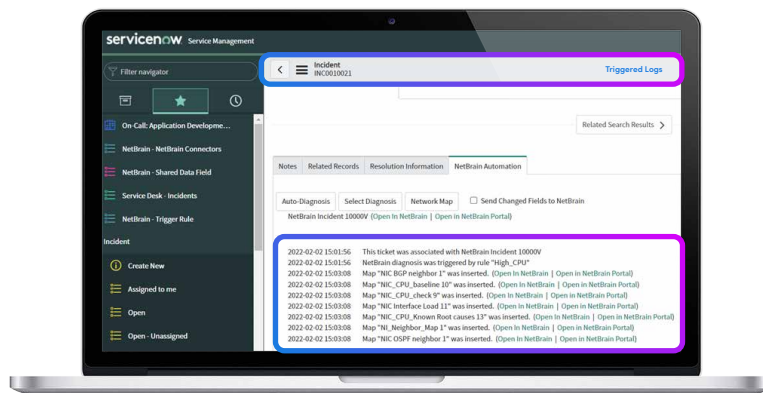 servicenow Service Management
Filter navigator
On-Call: Application Developme...
NetBrain - NetBrain Connectors
NetBrain - Shared Data Field
Service Desk - Incidents
NetBrain - Trigger Rule
Incident
Create New
Assigned to me
Open
Open - Unassigned
Incident
INC0010021
Triggered Logs
Related Search Results
Notes Related Records Resolution Information NetBrain Automation
Auto-Diagnosis Select Diagnosis Network Map Send Changed Fields to NetBrain
NetBrain Incident 10000V (Open In NetBrain | Open in NetBrain Portal)
2022-02-02 15:01:56 This ticket was associated with NetBrain Incident 10000V
2022-02-02 15:01:56 NetBrain diagnosis was triggered by rule "High_CPU"
2022-02-02 15:03:08 Map "NIC BGP neighbor 1" was inserted. (Open In NetBrain | Open in NetBrain Portal)
2022-02-02 15:03:08 Map "NIC_CPU_baseline 10" was inserted. (Open In NetBrain | Open in NetBrain Portal)
2022-02-02 15:03:08 Map "NIC_CPU_check 9" was inserted. (Open In NetBrain | Open in NetBrain Portal)
2022-02-02 15:03:08 Map "NIC Interface Load 11" was inserted. (Open In NetBrain | Open in NetBrain Portal)
2022-02-02 15:03:08 Map "NIC_CPU_Known Root causes 13" was inserted. (Open In NetBrain | Open in NetBrain Portal)
2022-02-02 15:03:08 Map "NI_Neighbor_Map 1" was inserted. (Open In NetBrain | Open in NetBrain Portal)
2022-02-02 15:03:08 Map "NIC OSPF neighbor 1" was inserted. (Open In NetBrain | Open in NetBrain Portal)